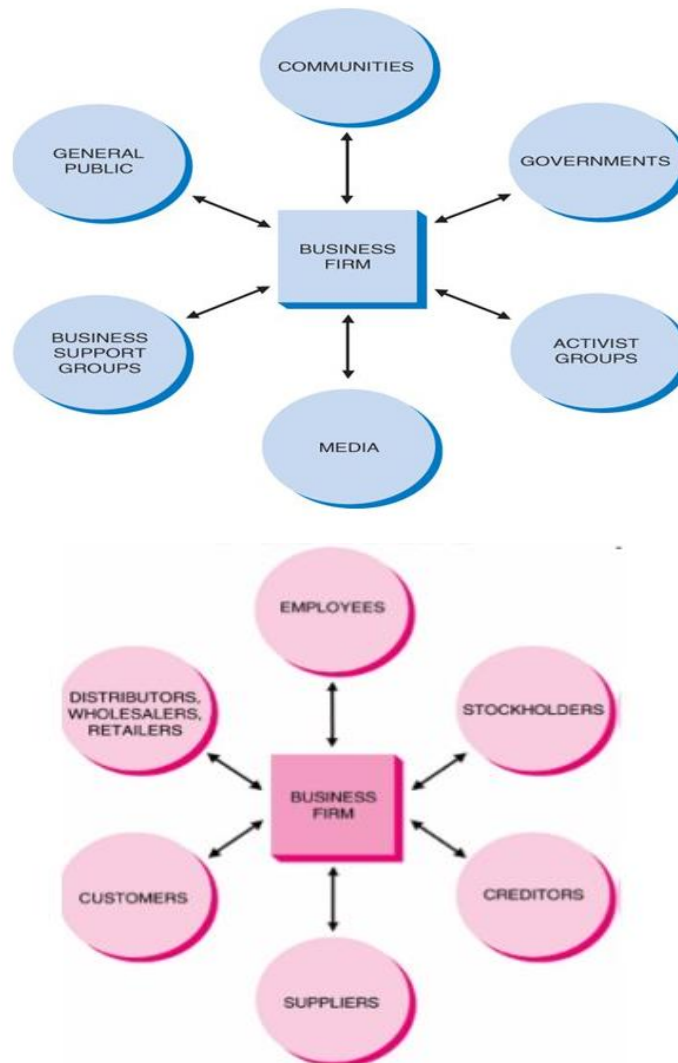 COMMUNITIES
GENERAL
PUBLIC
GOVERNMENTS
BUSINESS
FIRM
BUSINESS
SUPPORT
GROUPS
ACTIVIST
GROUPS
MEDIA
EMPLOYEES
DISTRIBUTORS,
WHOLESALERS,
RETAILERS
STOCKHOLDERS
BUSINESS
FIRM
CUSTOMERS
CREDITORS
SUPPLIERS